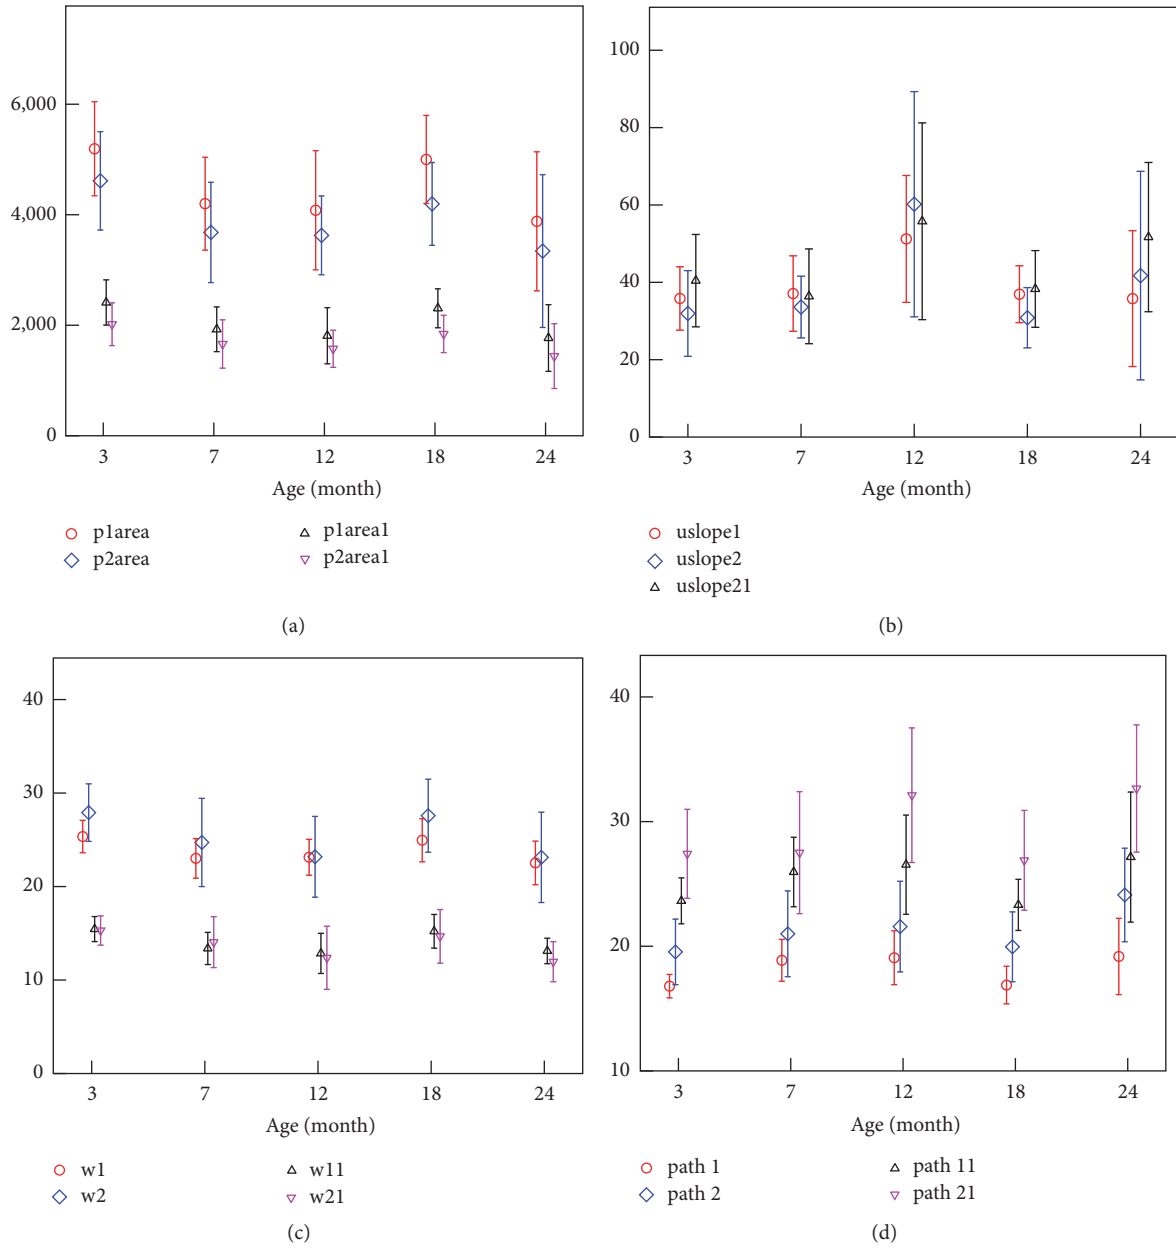 6,000
4,000
2,000
0
3 7 12 18 24
Age (month)
p1area p1area1
p2area p2area1
(a)
100
80
60
40
20
0
3 7 12 18 24
Age (month)
uslope1
uslope2
uslope21
(b)
40
30
20
10
0
3 7 12 18 24
Age (month)
w1 w11
w2 w21
(c)
40
30
20
10
3 7 12 18 24
Age (month)
path 1 path 11
path 2 path 21
(d)